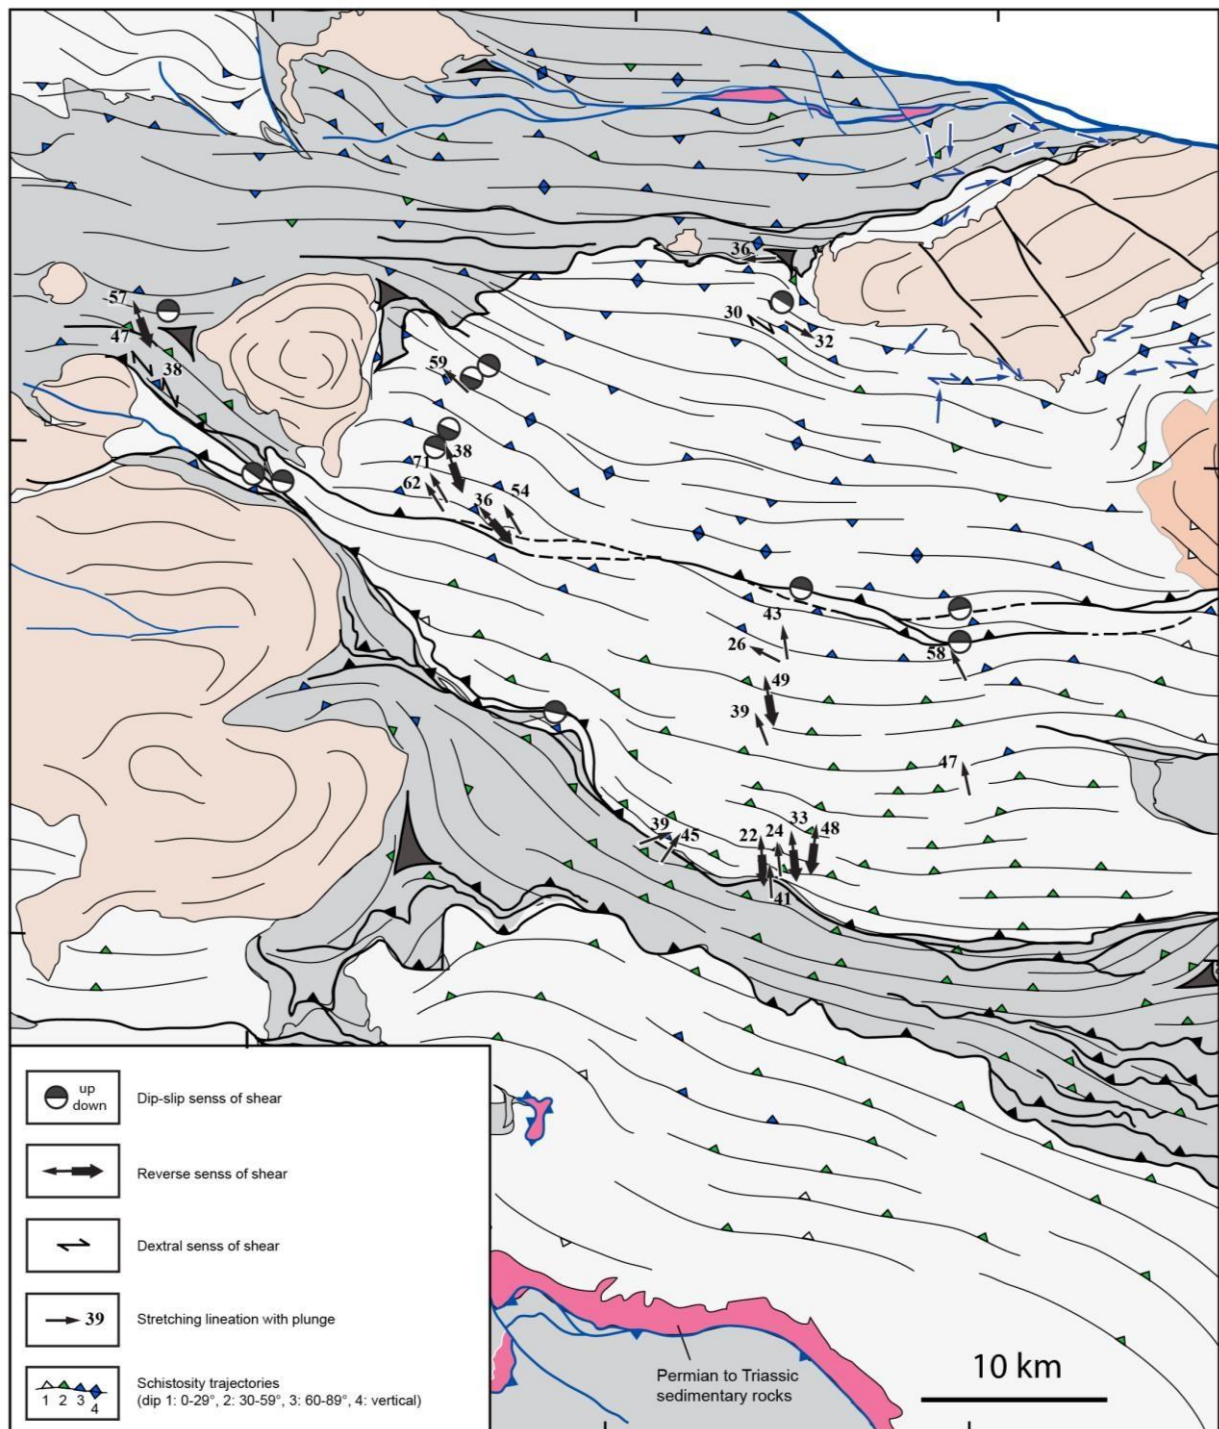 36
57
30
47
32
38
59
38
71
62
54
36
43
26
58
49
39
47
39
45
22
24
33
48
41
up
down
Dip-slip senss of shear
Reverse senss of shear
Dextral senss of shear
39
Stretching lineation with plunge
1 2 3
4
Schistosity trajectories
(dip 1: 0-29°, 2: 30-59°, 3: 60-89°, 4: vertical)
Permian to Triassic
sedimentary rocks
10 km